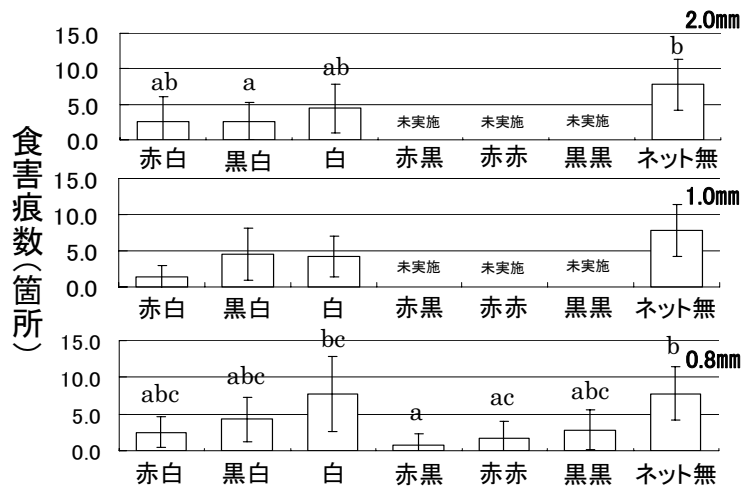 食害痕数(箇所)
2.0mm
15.0
10.0
5.0
0.0
ab a ab b
未実施 未実施 未実施
赤白 黒白 白 赤黒 赤赤 黒黒 ネット無
1.0mm
15.0
10.0
5.0
0.0
未実施 未実施 未実施
赤白 黒白 白 赤黒 赤赤 黒黒 ネット無
0.8mm
15.0
10.0
5.0
0.0
abc abc bc a ac abc b
赤白 黒白 白 赤黒 赤赤 黒黒 ネット無